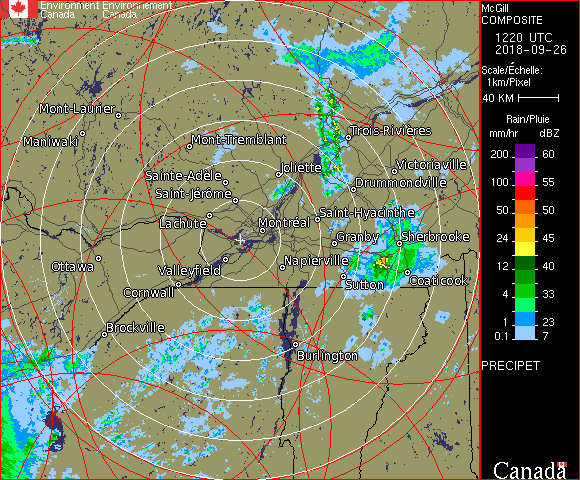 Environment Environnement
Canada Canada
McGill
COMPOSITE
1220 UTC
2018-09-26
Scale/Échelle:
1km/Pixel
40 KM
Rain/Pluie
mm/hr dBZ
200 60
100 55
50 50
24 45
12 40
4 33
1 23
0.1 7
PRECIPET
Canada
Mont-Laurier
Maniwaki
Mont-Tremblant
Trois-Rivières
Sainte-Adèle
Joliette
Victoriaville
Saint-Jérôme
Drummondville
Lachute
Montréal
Saint-Hyacinthe
Granby
Sherbrooke
Ottawa
Valleyfield
Napierville
Sutton
Coaticook
Cornwall
Brockville
Burlington